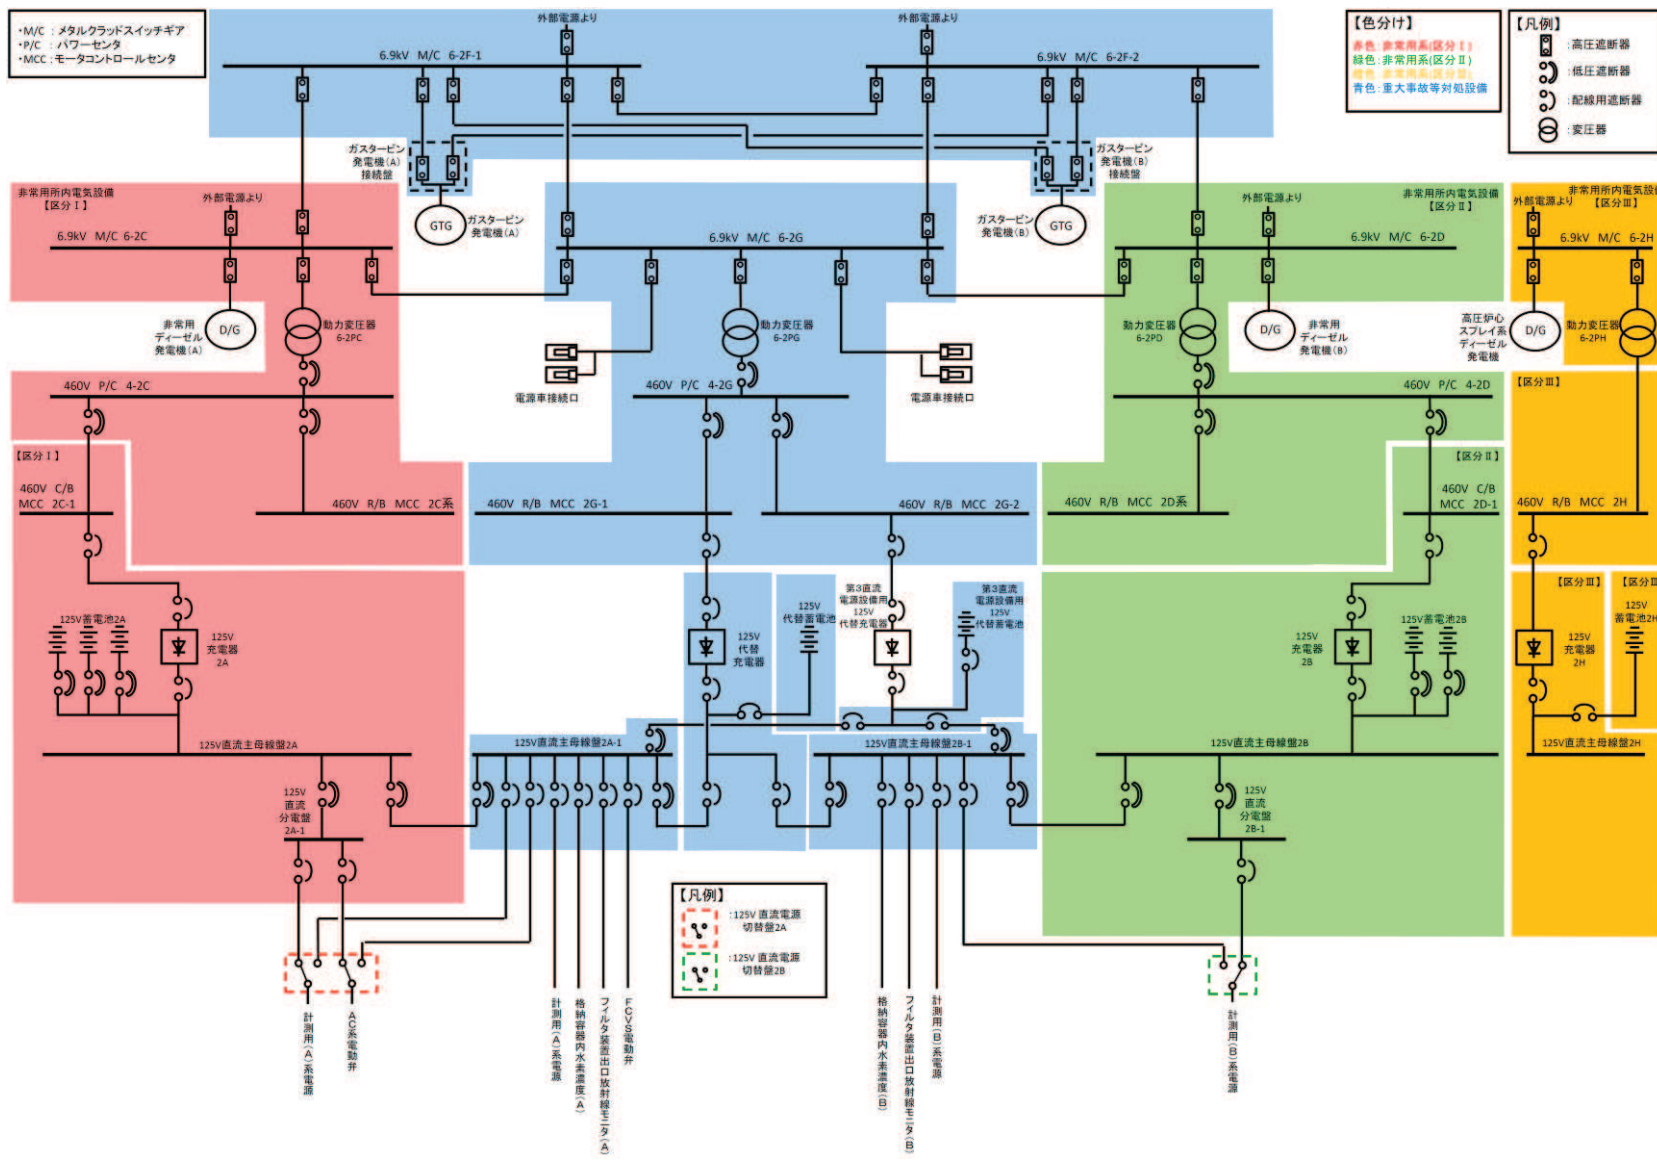 ・M/C ：メタルクラッドスイッチギア
・P/C ：パワーセンタ
・MCC：モータコントロールセンタ
外部電源より
外部電源より
6.9kV M/C 6-2F-1
6.9kV M/C 6-2F-2
【色分け】
赤色：非常用系(区分Ⅰ)
緑色：非常用系(区分Ⅱ)
橙色：非常用系(区分Ⅲ)
青色：重大事故等対処設備
【凡例】
：高圧遮断器
：低圧遮断器
：配線用遮断器
：変圧器
ガスタービン
発電機(A)
接続盤
ガスタービン
発電機(B)
接続盤
GTG
ガスタービン
発電機(A)
ガスタービン
発電機(B)
GTG
非常用所内電気設備
【区分Ⅰ】
外部電源より
6.9kV M/C 6-2C
6.9kV M/C 6-2G
外部電源より
非常用所内電気設備
【区分Ⅱ】
6.9kV M/C 6-2D
非常用所内電気設備
【区分Ⅲ】
外部電源より
6.9kV M/C 6-2H
非常用
ディーゼル
発電機(A)
D/G
動力変圧器
6-2PC
動力変圧器
6-2PG
動力変圧器
6-2PD
D/G
非常用
ディーゼル
発電機(B)
高圧炉心
スプレイ系
ディーゼル
発電機
D/G
動力変圧器
6-2PH
電源車接続口
電源車接続口
460V P/C 4-2C
460V P/C 4-2G
460V P/C 4-2D
【区分Ⅲ】
【区分Ⅰ】
460V C/B
MCC 2C-1
460V R/B MCC 2C系
460V R/B MCC 2G-1
460V R/B MCC 2G-2
460V R/B MCC 2D系
【区分Ⅱ】
460V C/B
MCC 2D-1
460V R/B MCC 2H
125V蓄電池2A
125V
充電器
2A
125V
代替
充電器
125V
代替蓄電池
第3直流
電源設備用
125V
代替充電器
第3直流
電源設備用
125V
代替蓄電池
125V
充電器
2B
125V蓄電池2B
【区分Ⅲ】
125V
充電器
2H
【区分Ⅲ
125V
蓄電池2H
125V直流主母線盤2A
125V直流主母線盤2A-1
125V直流主母線盤2B-1
125V直流主母線盤2B
125V直流主母線盤2H
125V
直流
分電盤
2A-1
125V
直流
分電盤
2B-1
【凡例】
：125V 直流電源
切替盤2A
：125V 直流電源
切替盤2B
計測用(A)系電源
AC系電動弁
計測用(A)系電源
格納容器内水素濃度(A)
フィルタ装置出口放射線モニタ(A)
FCVS電動弁
格納容器内水素濃度(B)
フィルタ装置出口放射線モニタ(B)
計測用(B)系電源
計測用(B)系電源